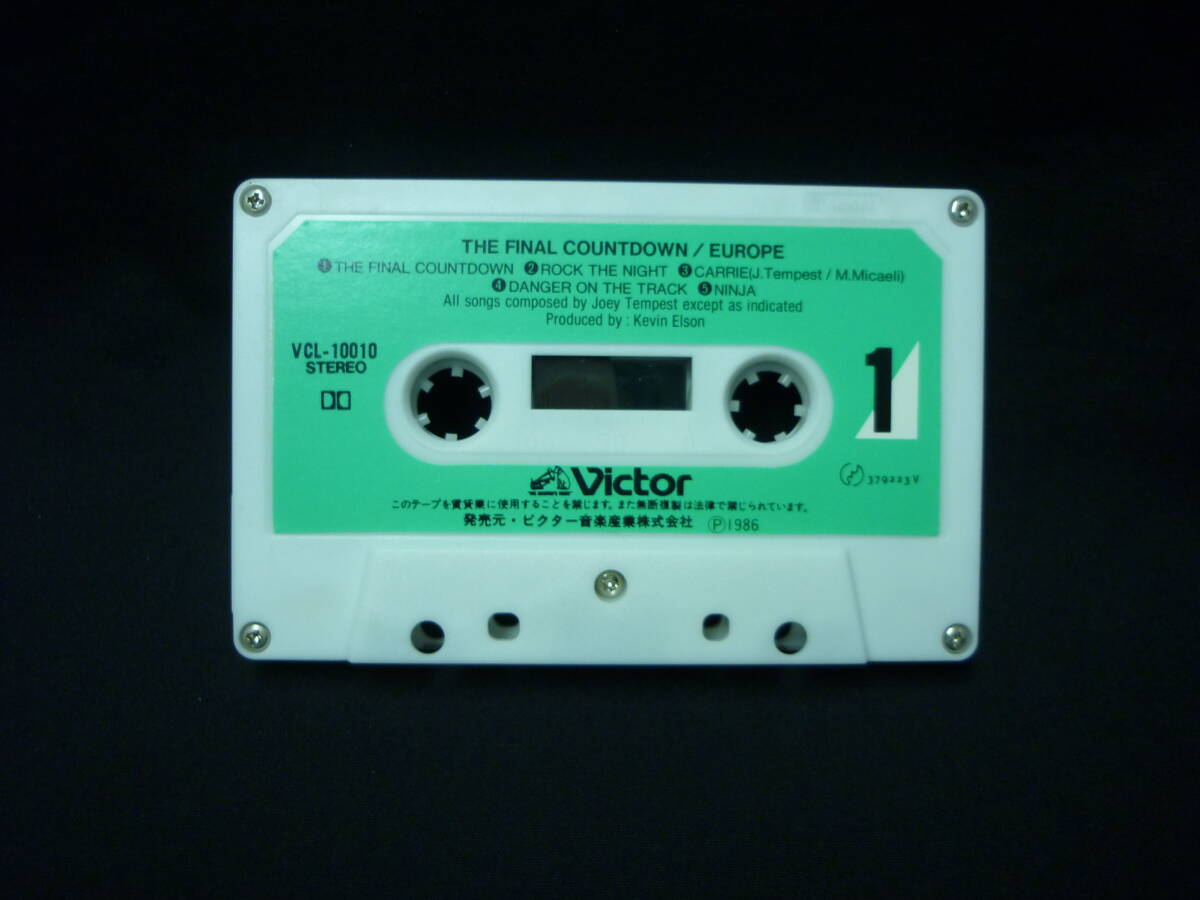 THE FINAL COUNTDOWN / EUROPE
❶THE FINAL COUNTDOWN ❷ROCK THE NIGHT ❸CARRIE(J.Tempest / M.Micaeli)
❹DANGER ON THE TRACK ❺NINJA
All songs composed by Joey Tempest except as indicated
Produced by : Kevin Elson
VCL-10010
STEREO
1
Victor
379223V
このテープを賃貸業に使用することを禁じます。また無断複製は法律で禁じられています。
発売元・ビクター音楽産業株式会社 Ⓟ1986